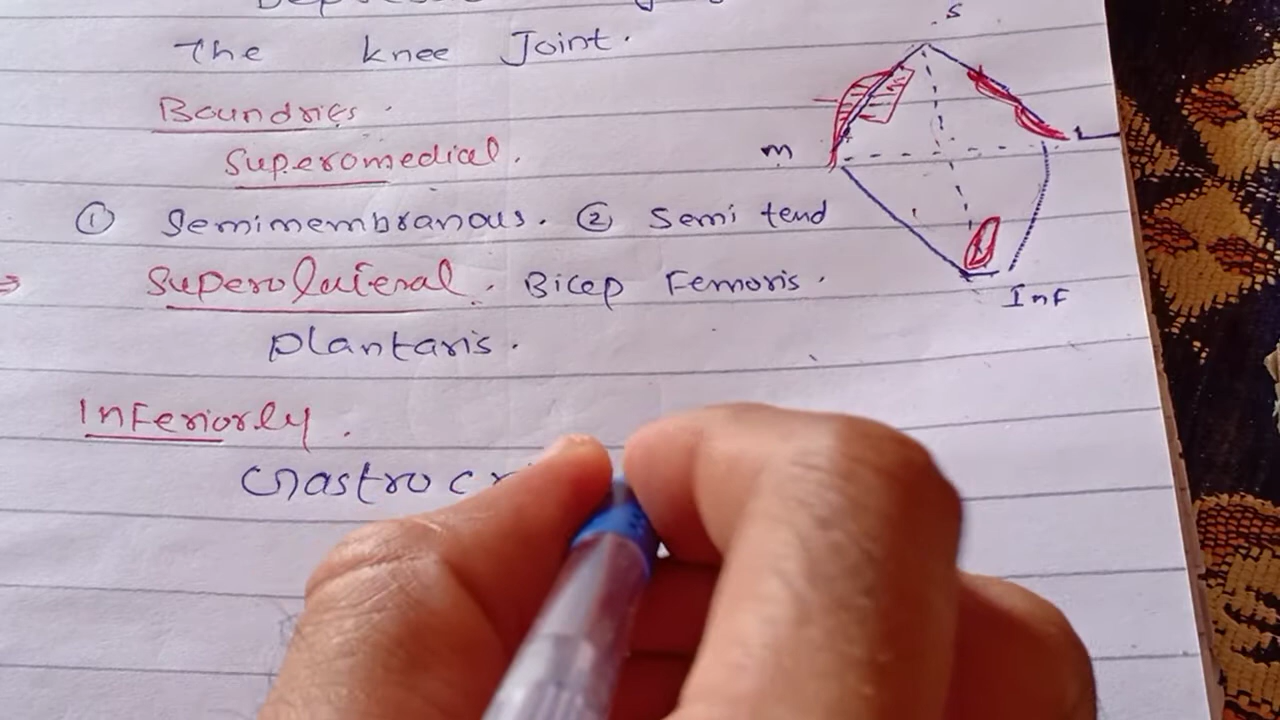 the knee Joint.
Boundries.
Superomedial.
① Semimembranous. ② Semi tend
⇒ Superolateral. Bicep Femoris.
plantaris.
Inferiorly.
Gastroc
S
m
L
Inf